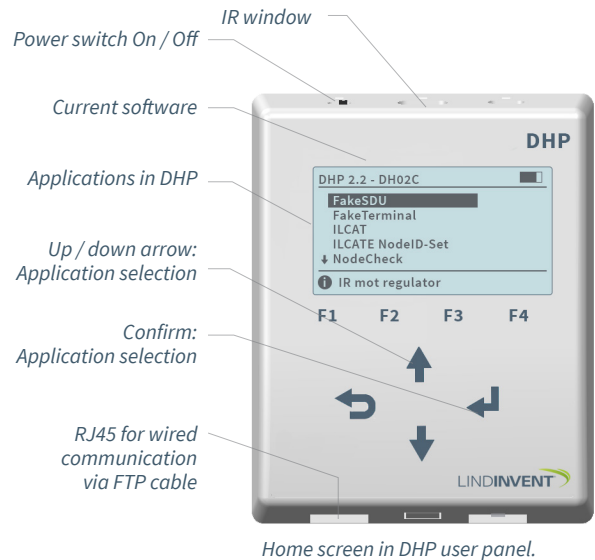 IR window
Power switch On / Off
Current software
DHP
Applications in DHP
DHP 2.2 - DH02C
FakeSDU
FakeTerminal
ILCAT
ILCATE NodeID-Set
NodeCheck
IR mot regulator
Up / down arrow:
Application selection
F1 F2 F3 F4
Confirm:
Application selection
RJ45 for wired
communication
via FTP cable
LINDINVENT
Home screen in DHP user panel.